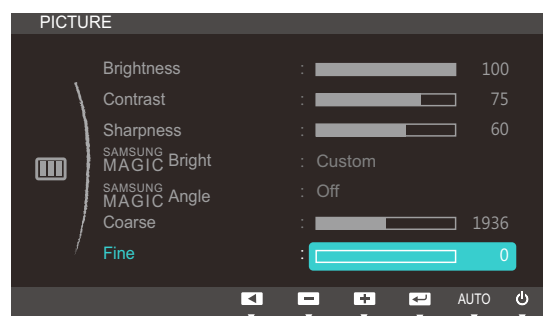 PICTURE
Brightness : 100
Contrast : 75
Sharpness : 60
SAMSUNG MAGIC Bright : Custom
SAMSUNG MAGIC Angle : Off
Coarse : 1936
Fine : 0
AUTO